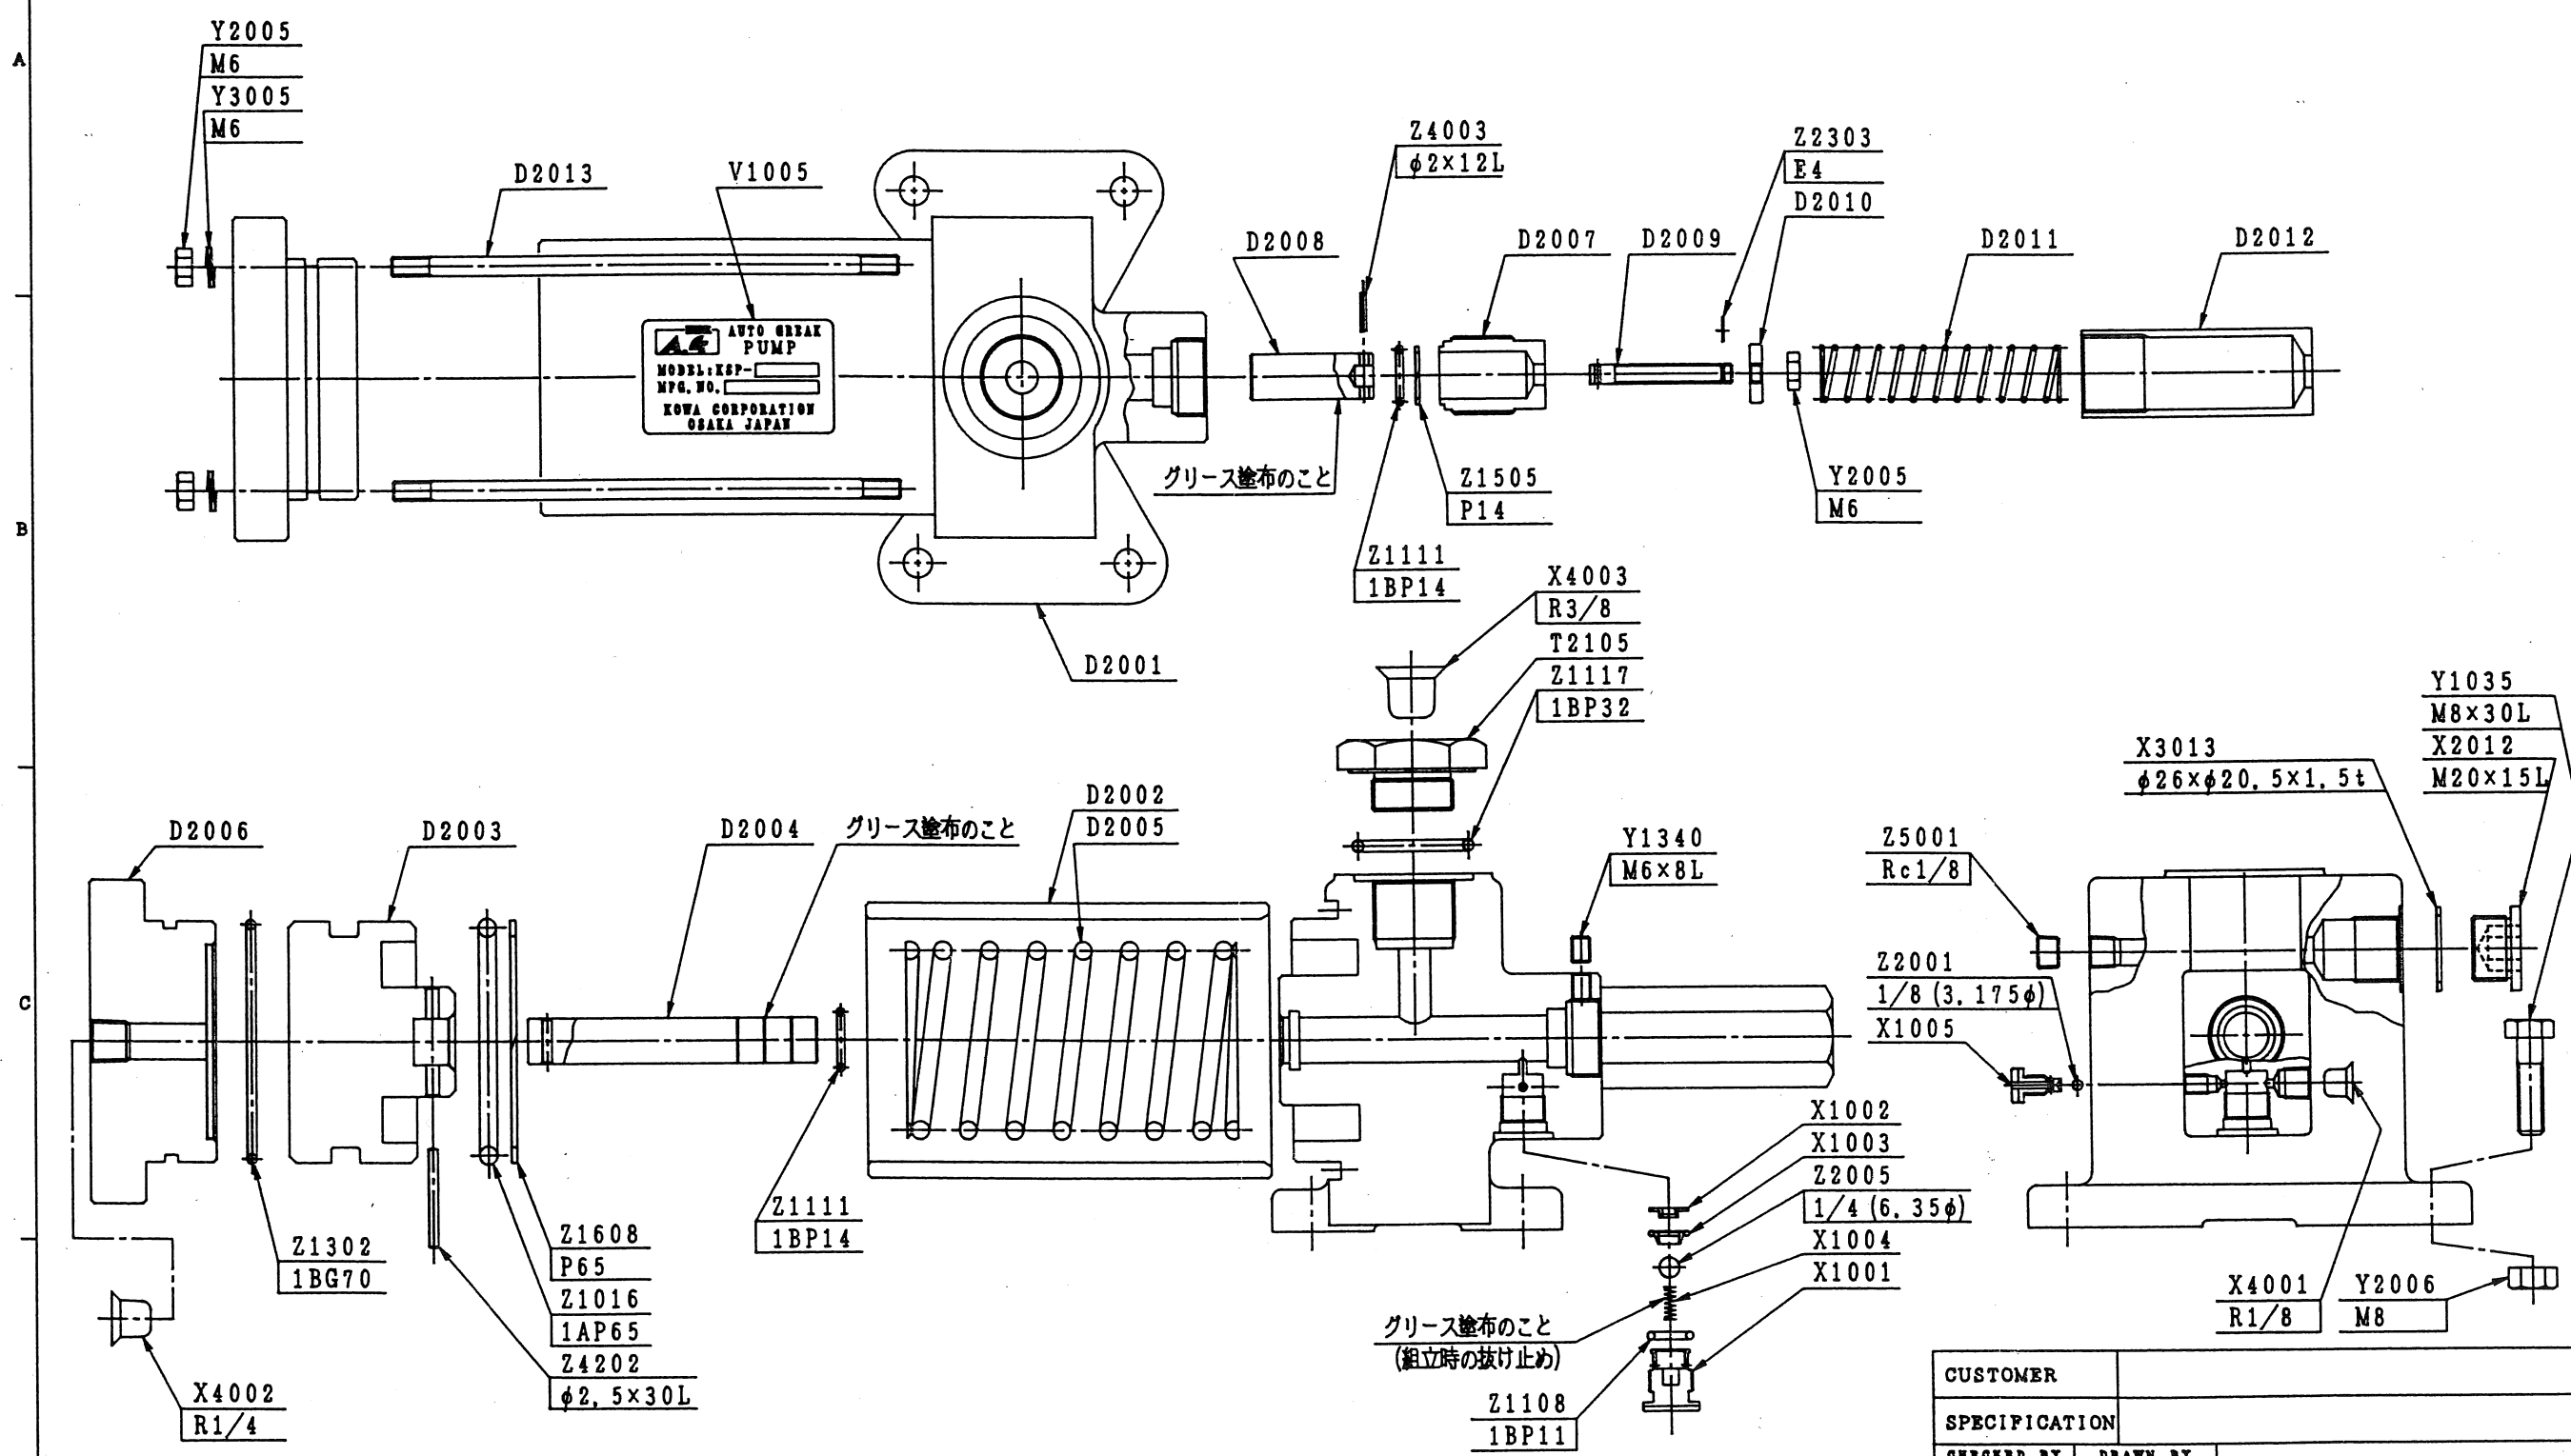 A
Y2005
M6
Y3005
M6
D2013
V1005
Z4003
φ2×12L
Z2303
E4
D2010
D2008
D2007
D2009
D2011
D2012
AUTO GREAK
PUMP
MODEL:KSP-
MFG. NO.
KOWA CORPORATION
OSAKA JAPAN
グリース塗布のこと
Z1505
P14
Y2005
M6
B
Z1111
1BP14
D2001
X4003
R3/8
T2105
Z1117
1BP32
Y1035
M8×30L
X2012
M20×15L
X3013
φ26×φ20.5×1.5t
D2006
D2003
D2004
グリース塗布のこと
D2002
D2005
Y1340
M6×8L
Z5001
Rc1/8
Z2001
1/8(3.175φ)
X1005
C
X1002
X1003
Z2005
1/4(6.35φ)
X1004
X1001
Z1111
1BP14
Z1302
1BG70
Z1608
P65
Z1016
1AP65
Z4202
φ2.5×30L
X4002
R1/4
グリース塗布のこと
(組立時の抜け止め)
Z1108
1BP11
X4001
R1/8
Y2006
M8
CUSTOMER
SPECIFICATION
CHECKED BY DRAWN BY